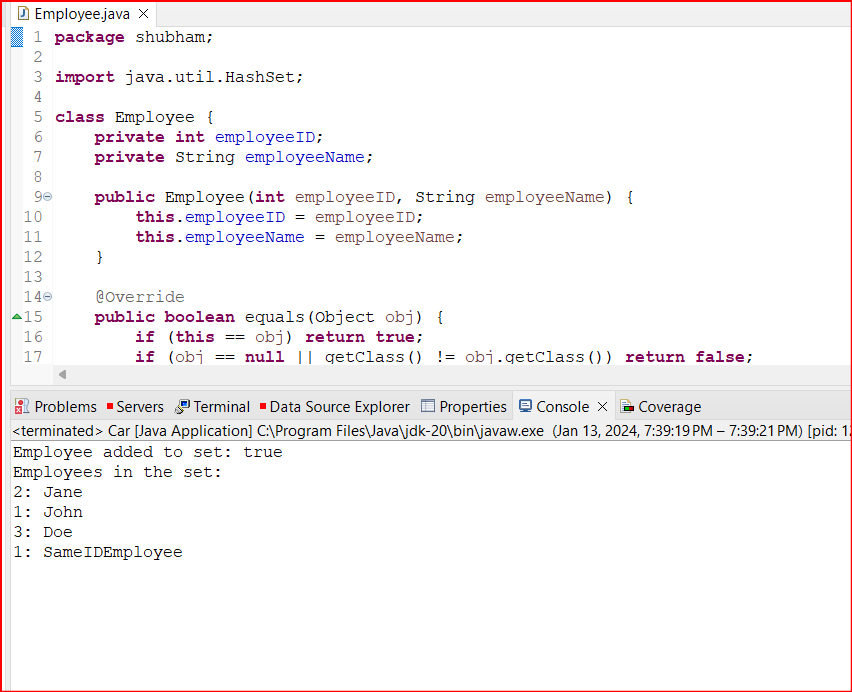 Employee.java
1 package shubham;
2
3 import java.util.HashSet;
4
5 class Employee {
6 private int employeeID;
7 private String employeeName;
8
9 public Employee(int employeeID, String employeeName) {
10 this.employeeID = employeeID;
11 this.employeeName = employeeName;
12 }
13
14 @Override
15 public boolean equals(Object obj) {
16 if (this == obj) return true;
17 if (obj == null || getClass() != obj.getClass()) return false;
Problems Servers Terminal Data Source Explorer Properties Console Coverage
<terminated> Car [Java Application] C:\Program Files\Java\jdk-20\bin\javaw.exe (Jan 13, 2024, 7:39:19 PM – 7:39:21 PM) [pid:
Employee added to set: true
Employees in the set:
2: Jane
1: John
3: Doe
1: SameIDEmployee